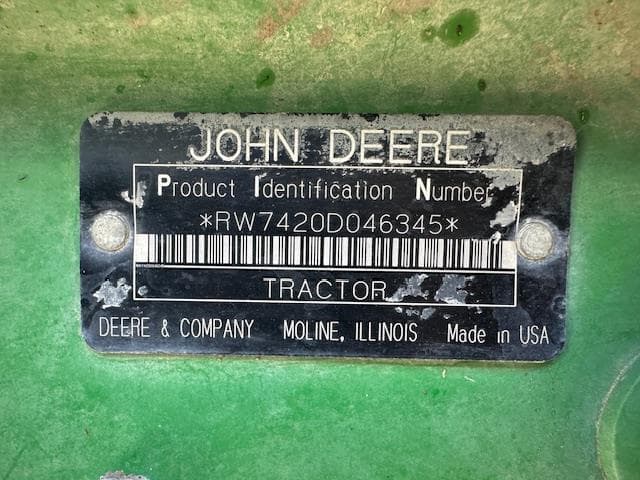 JOHN DEERE
Product Identification Number
*RW7420D046345*
TRACTOR
DEERE & COMPANY MOLINE, ILLINOIS Made in USA